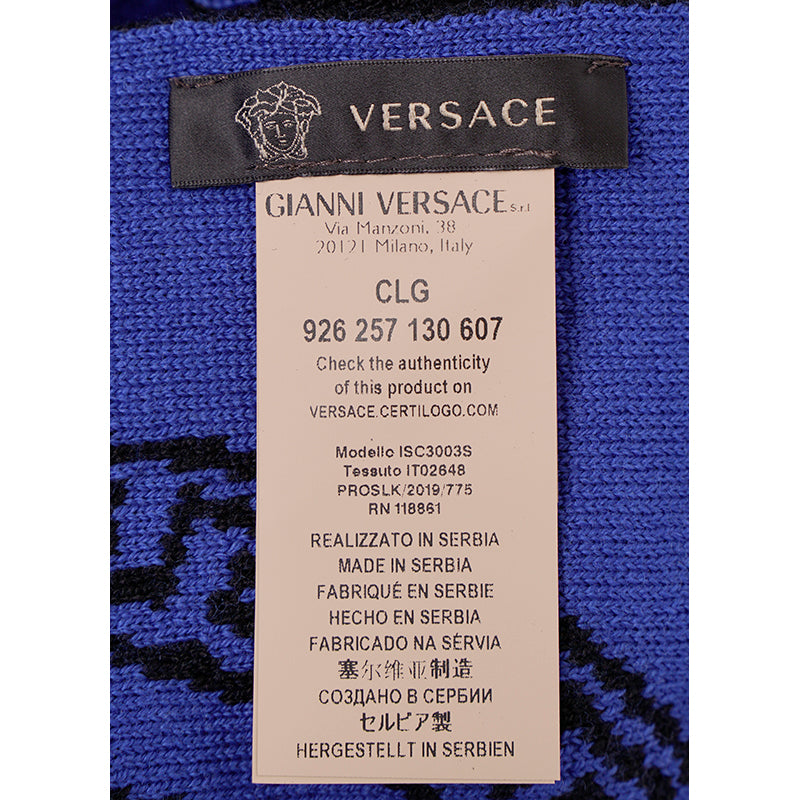 VERSACE
GIANNI VERSACE S.r.l
Via Manzoni, 38
20121 Milano, Italy
CLG
926 257 130 607
Check the authenticity
of this product on
VERSACE.CERTILOGO.COM
Modello ISC3003S
Tessuto IT02648
PROSLK/2019/775
RN 118861
REALIZZATO IN SERBIA
MADE IN SERBIA
FABRIQUÉ EN SERBIE
HECHO EN SERBIA
FABRICADO NA SÉRVIA
塞尔维亚制造
СОЗДАНО В СЕРБИИ
セルビア製
HERGESTELLT IN SERBIEN